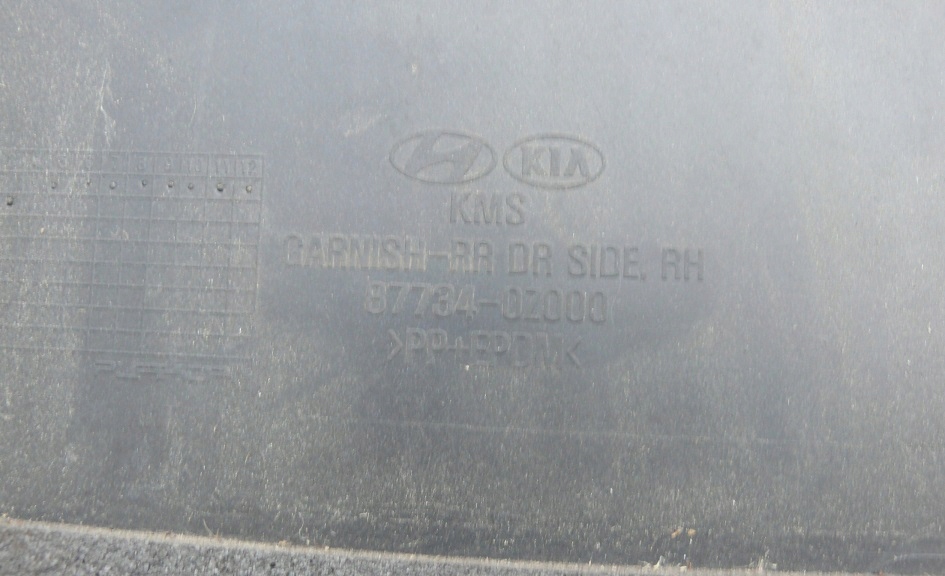 KIA
KMS
GARNISH-RR DR SIDE, RH
87734-0Z000
>PP+EPDM<